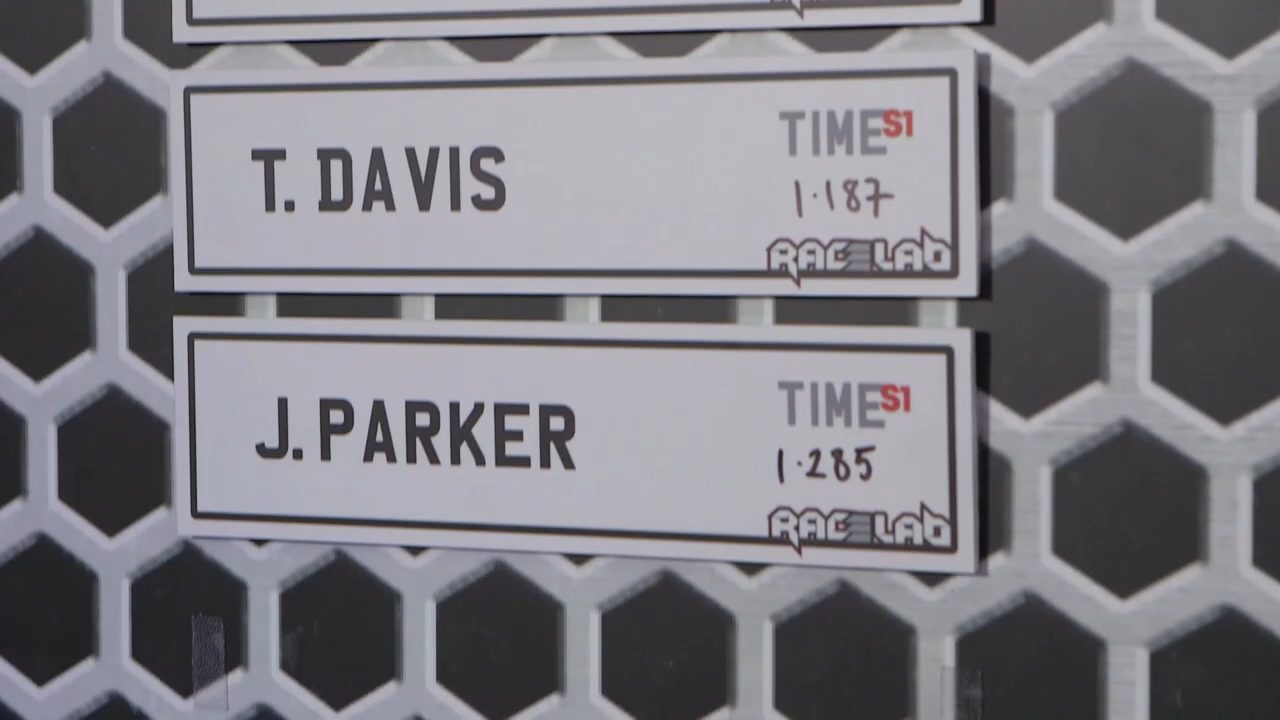 T. DAVIS
TIME S1
1.187
RACELAB
J. PARKER
TIME S1
1.285
RACELAB